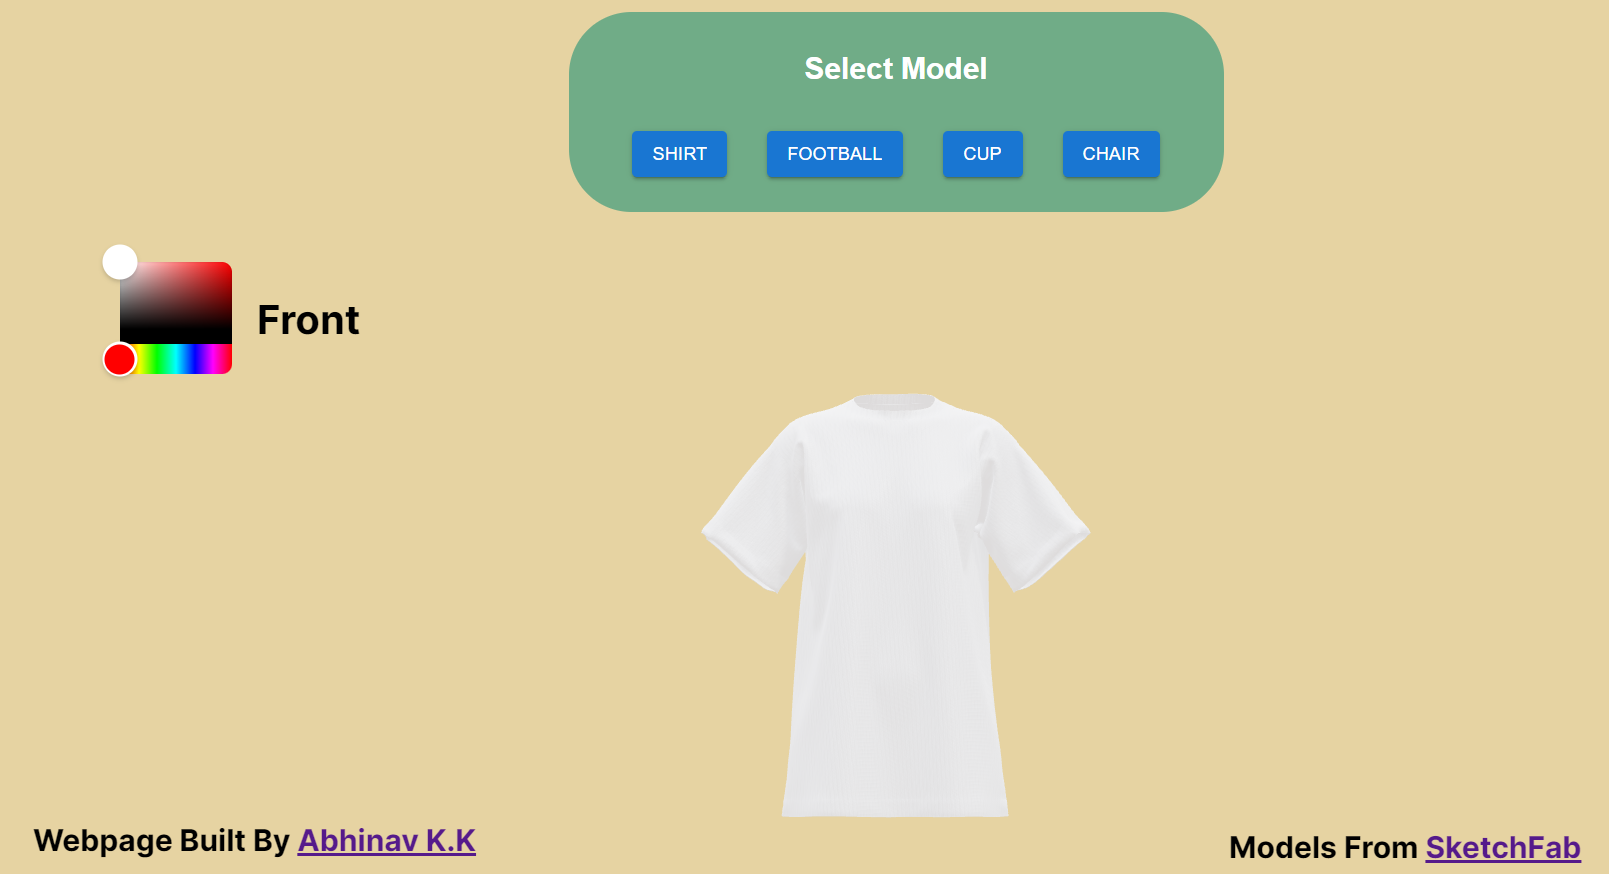 Select Model
SHIRT FOOTBALL CUP CHAIR
Front
Webpage Built By Abhinav K.K
Models From SketchFab